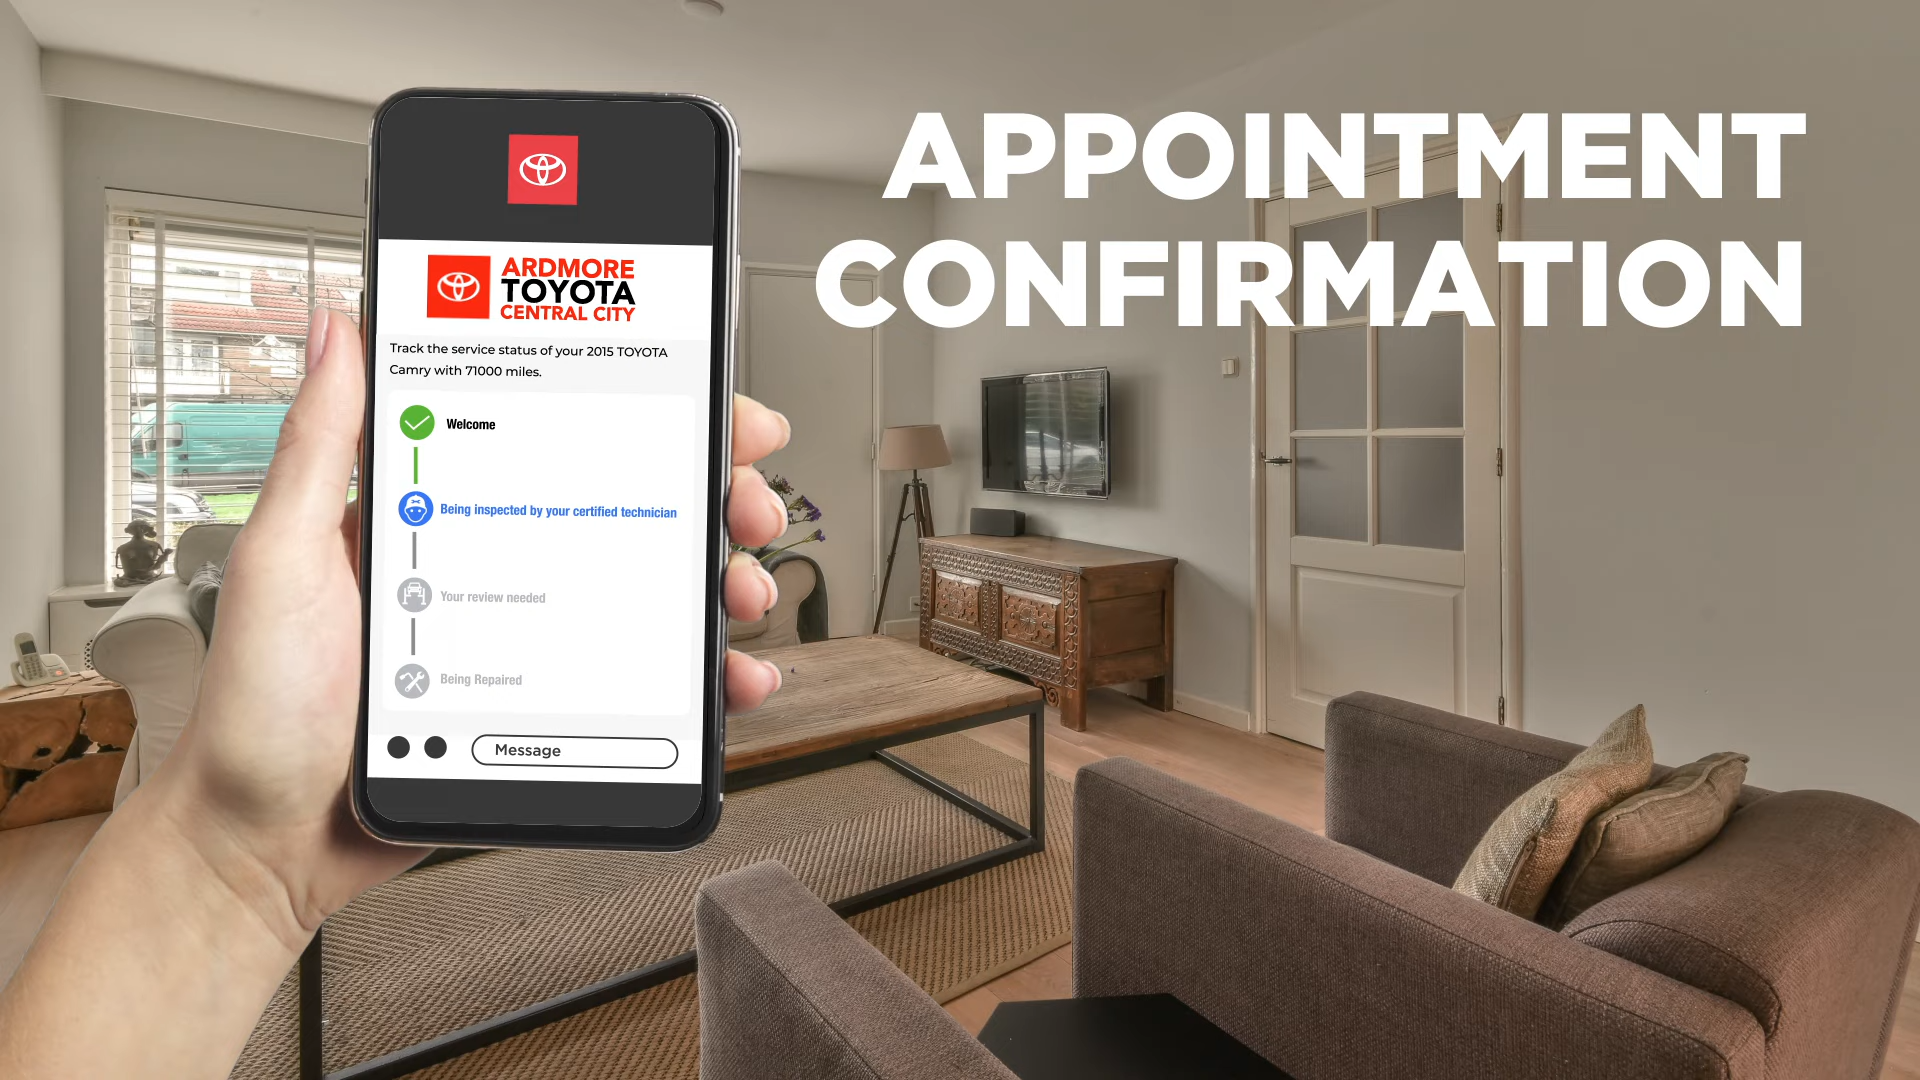 APPOINTMENT
CONFIRMATION
ARDMORE
TOYOTA
CENTRAL CITY
Track the service status of your 2015 TOYOTA
Camry with 71000 miles.
Welcome
Being inspected by your certified technician
Your review needed
Being Repaired
Message